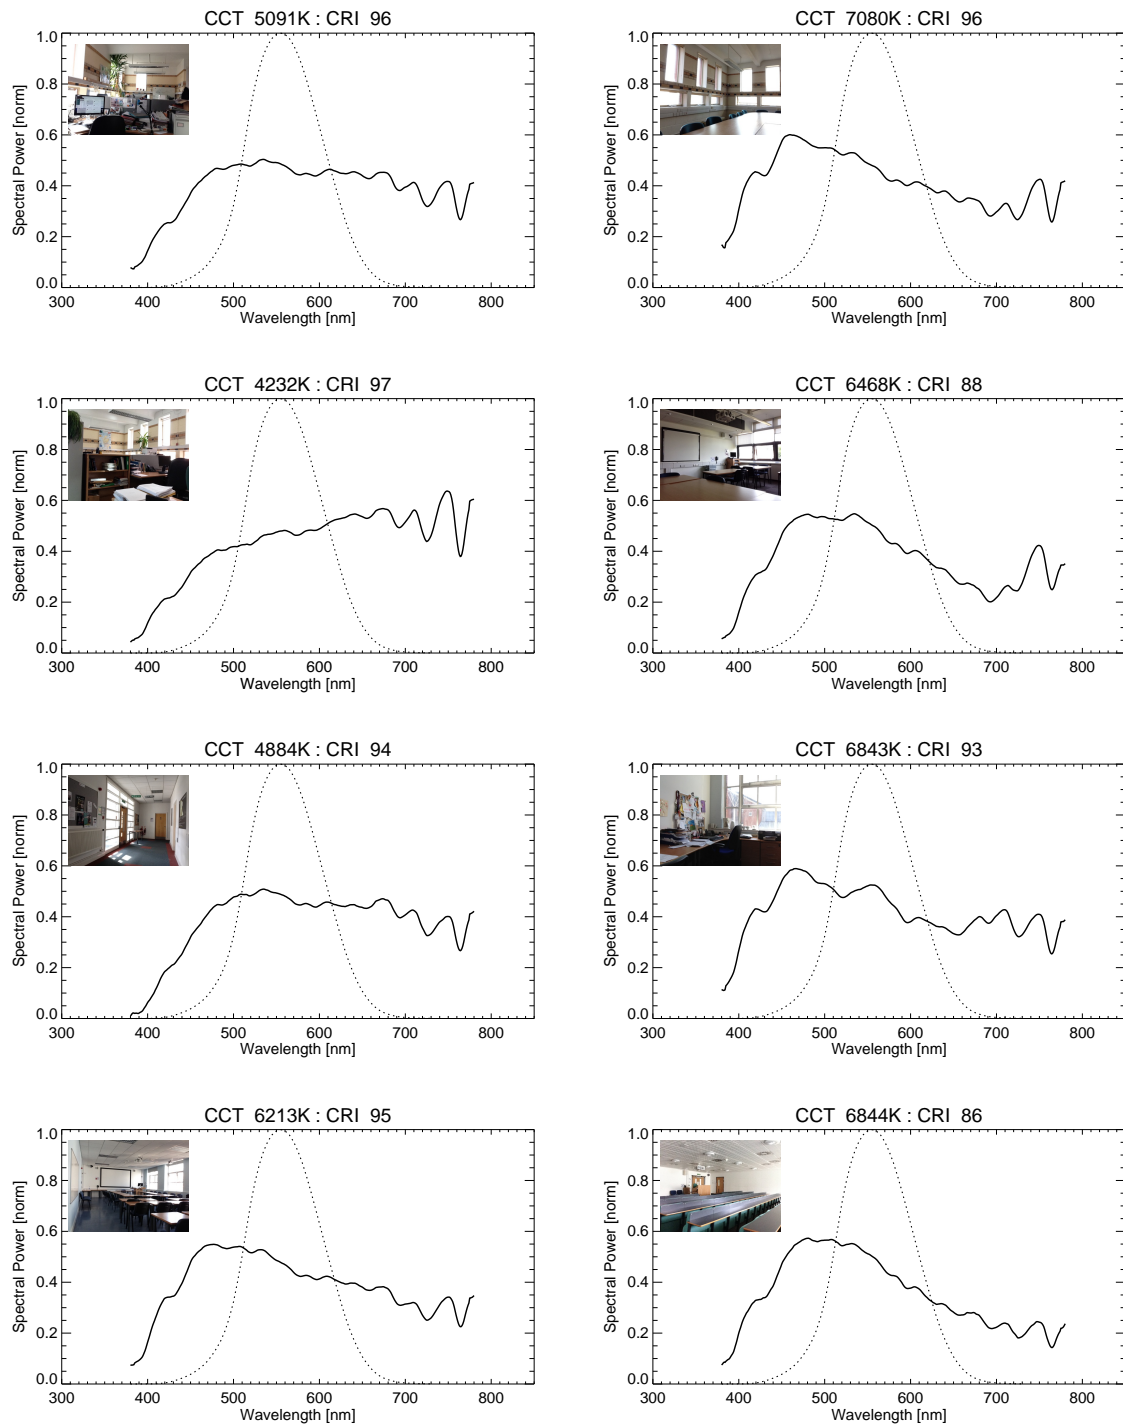 CCT 5091K : CRI 96
Spectral Power [norm]
1.0
0.8
0.6
0.4
0.2
0.0
300 400 500 600 700 800
Wavelength [nm]
CCT 7080K : CRI 96
Spectral Power [norm]
1.0
0.8
0.6
0.4
0.2
0.0
300 400 500 600 700 800
Wavelength [nm]
CCT 4232K : CRI 97
Spectral Power [norm]
1.0
0.8
0.6
0.4
0.2
0.0
300 400 500 600 700 800
Wavelength [nm]
CCT 6468K : CRI 88
Spectral Power [norm]
1.0
0.8
0.6
0.4
0.2
0.0
300 400 500 600 700 800
Wavelength [nm]
CCT 4884K : CRI 94
Spectral Power [norm]
1.0
0.8
0.6
0.4
0.2
0.0
300 400 500 600 700 800
Wavelength [nm]
CCT 6843K : CRI 93
Spectral Power [norm]
1.0
0.8
0.6
0.4
0.2
0.0
300 400 500 600 700 800
Wavelength [nm]
CCT 6213K : CRI 95
Spectral Power [norm]
1.0
0.8
0.6
0.4
0.2
0.0
300 400 500 600 700 800
Wavelength [nm]
CCT 6844K : CRI 86
Spectral Power [norm]
1.0
0.8
0.6
0.4
0.2
0.0
300 400 500 600 700 800
Wavelength [nm]